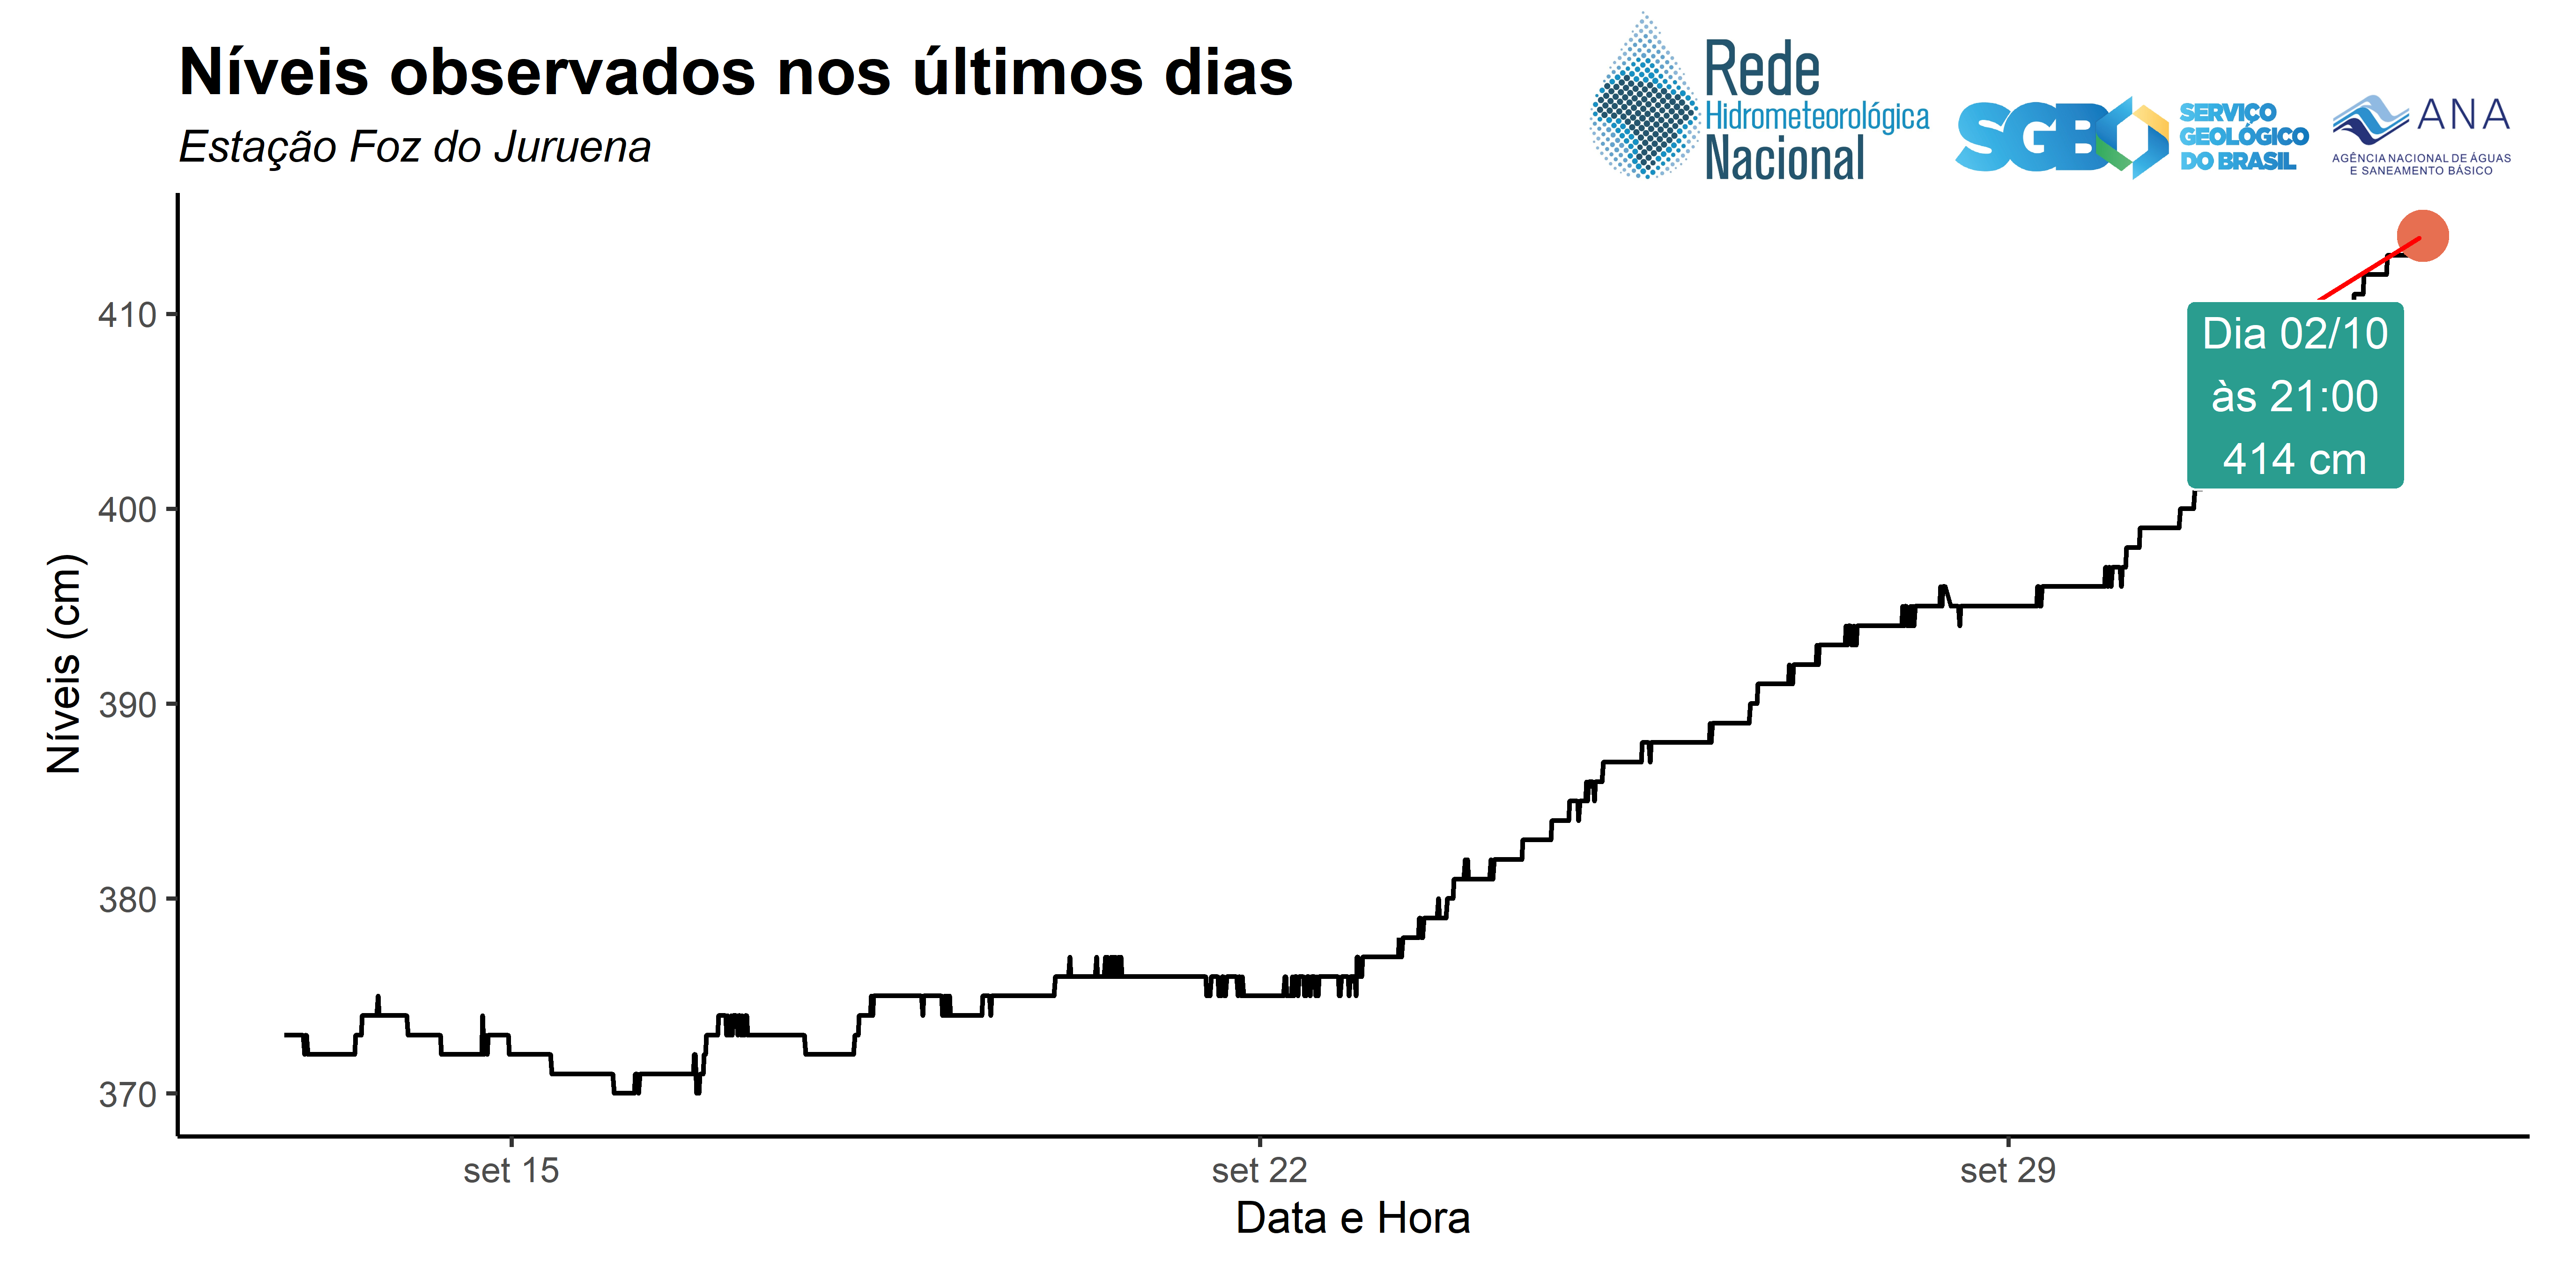 Níveis observados nos últimos dias
Estação Foz do Juruena
Rede
Hidrometeorológica
Nacional
SGB
SERVIÇO
GEOLÓGICO
DO BRASIL
ANA
AGÊNCIA NACIONAL DE ÁGUAS
E SANEAMENTO BÁSICO
Níveis (cm)
410
400
390
380
370
Dia 02/10
às 21:00
414 cm
set 15
set 22
set 29
Data e Hora